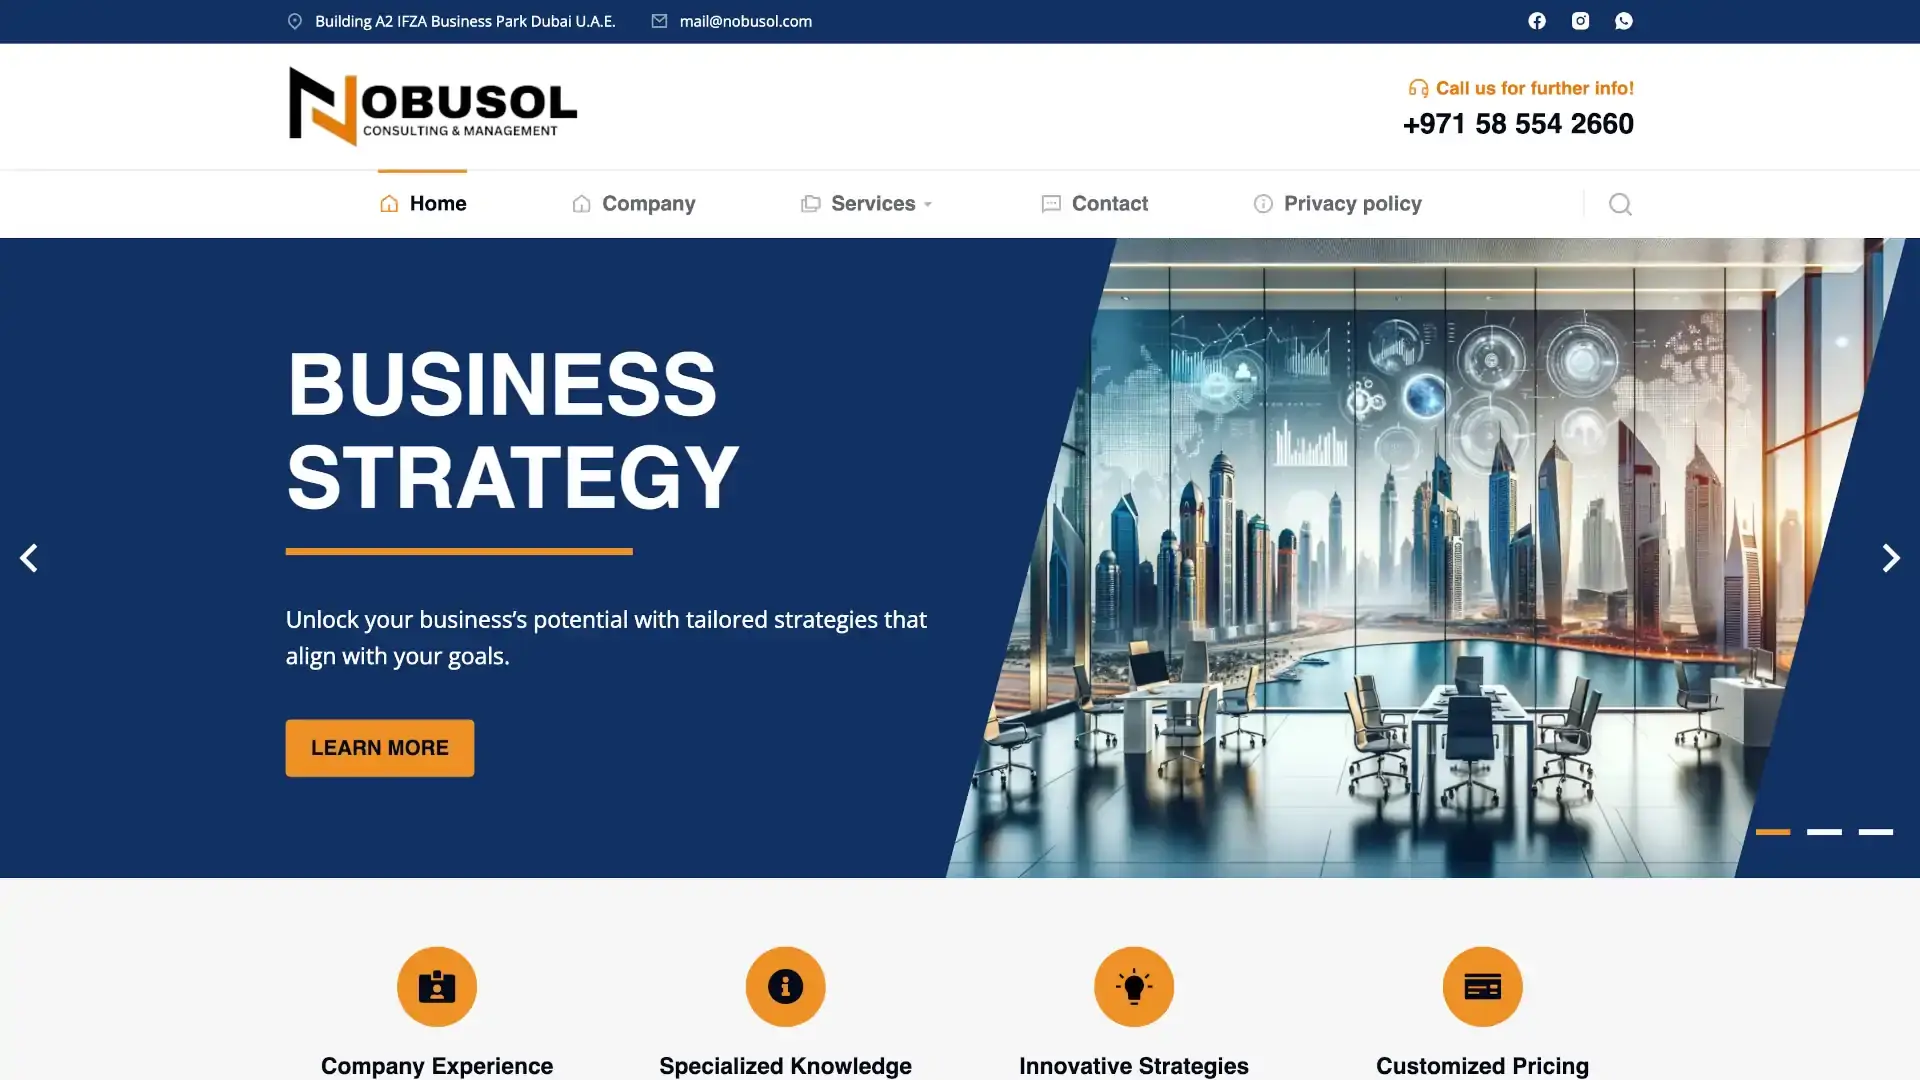 Building A2 IFZA Business Park Dubai U.A.E.
mail@nobusol.com
NOBUSOL
CONSULTING & MANAGEMENT
Call us for further info!
+971 58 554 2660
Home
Company
Services
Contact
Privacy policy
BUSINESS
STRATEGY
Unlock your business’s potential with tailored strategies that
align with your goals.
LEARN MORE
Company Experience
Specialized Knowledge
Innovative Strategies
Customized Pricing